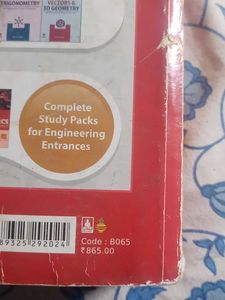 TRIGONOMETRY
VECTORS &
3D GEOMETRY
Complete
Study Packs
for Engineering
Entrances
89325292024
Code : B065
₹865.00